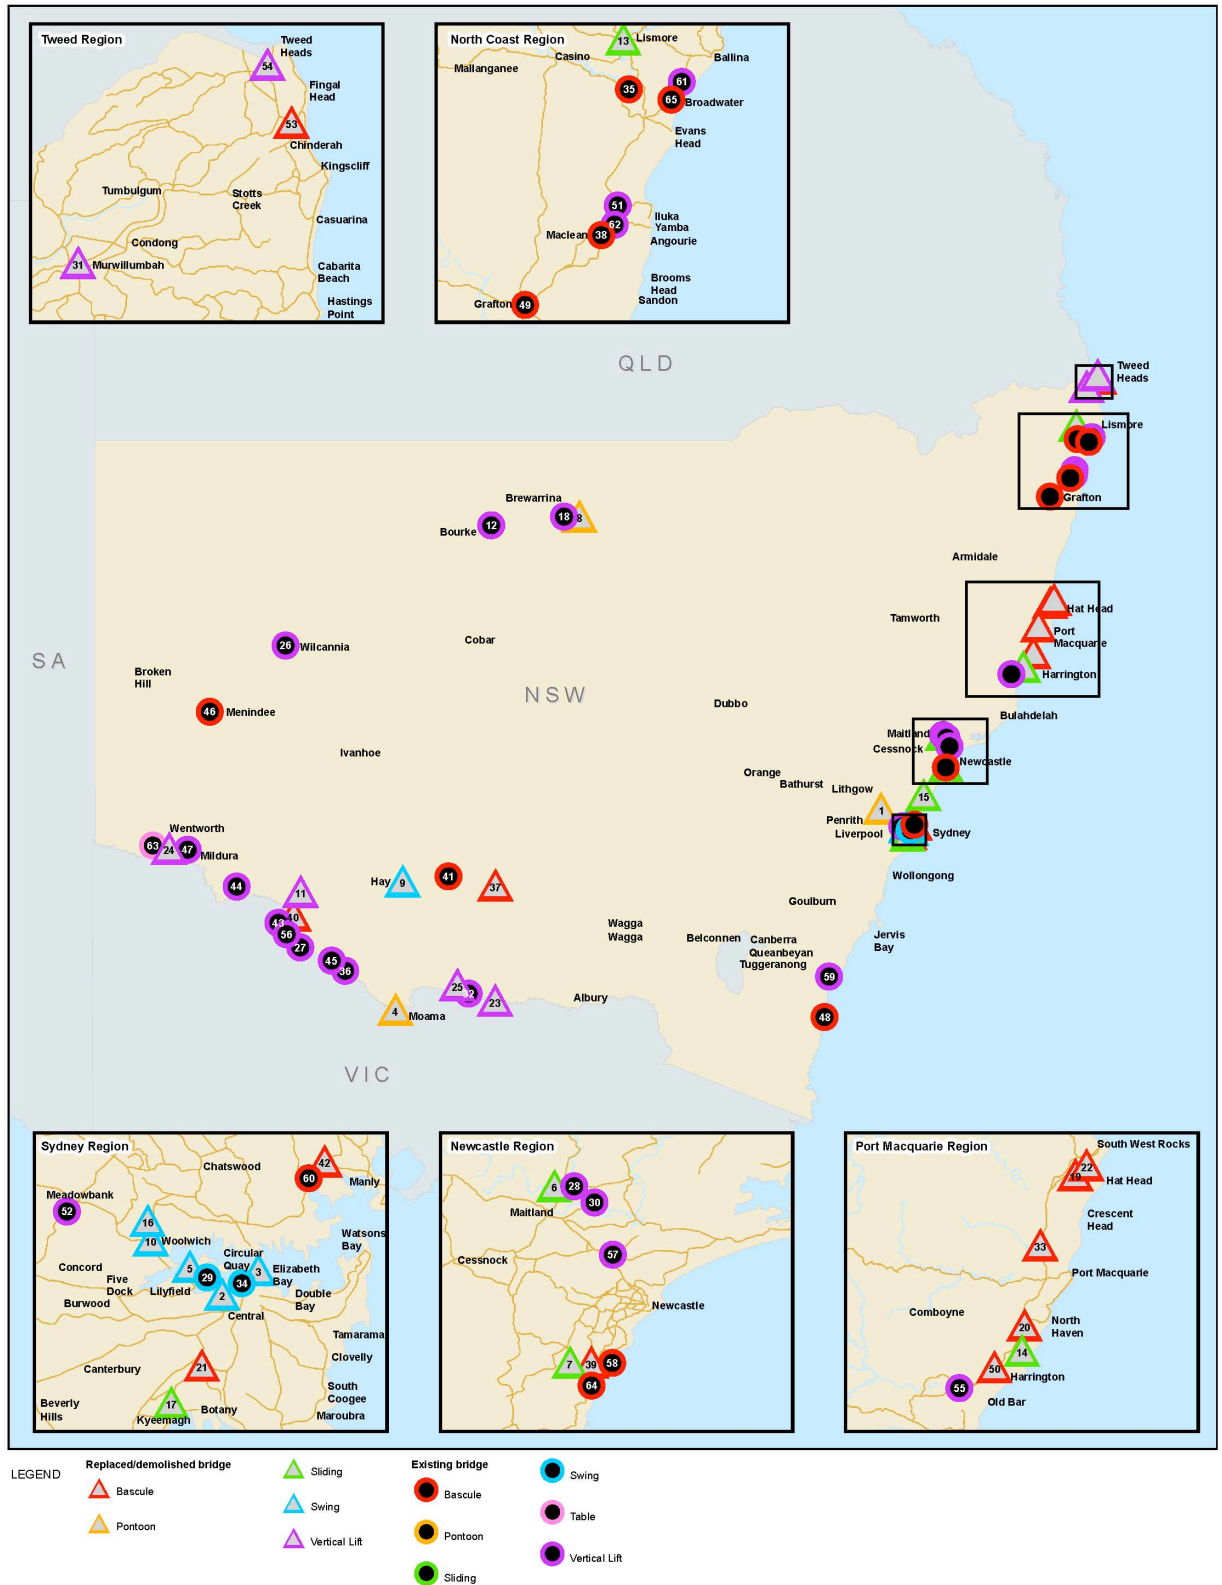 Tweed Region
Tweed
Heads
54
Fingal
Head
53
Chinderah
Kingscliff
Tumbulgum
Stotts
Creek
Casuarina
Condong
31
Murwillumbah
Cabarita
Beach
Hastings
Point
North Coast Region
13
Lismore
Casino
Ballina
Mallanganee
61
35
65
Broadwater
Evans
Head
51
Iluka
62
Yamba
Maclean
38
Angourie
Brooms
Head
Sandon
Grafton
49
QLD
Tweed
Heads
Lismore
Grafton
Brewarrina
18
8
Bourke
12
Armidale
Hat Head
Tamworth
Port
Macquarie
Cobar
26
Wilcannia
SA
Broken
Hill
Harrington
NSW
46
Menindee
Dubbo
Bulahdelah
Maitland
Cessnock
Ivanhoe
Newcastle
Orange
Bathurst
Lithgow
15
1
Penrith
Liverpool
Sydney
Wentworth
63
24
47
Mildura
44
11
Hay
9
41
37
Wollongong
Goulburn
43
40
56
27
Wagga
Wagga
Belconnen
Canberra
Queanbeyan
Tuggeranong
Jervis
Bay
45
36
59
25
23
Albury
4
Moama
48
VIC
Sydney Region
Chatswood
42
60
Manly
Meadowbank
52
16
10
Woolwich
Watsons
Bay
Circular
Quay
Concord
5
29
34
3
Elizabeth
Bay
Five
Dock
Lilyfield
2
Double
Bay
Burwood
Central
Tamarama
Clovelly
Canterbury
21
South
Coogee
Beverly
Hills
17
Botany
Kyeemagh
Maroubra
Newcastle Region
6
28
30
Maitland
57
Cessnock
Newcastle
7
39
58
64
Port Macquarie Region
South West Rocks
22
19
Hat Head
Crescent
Head
33
Port Macquarie
Comboyne
20
North
Haven
14
50
Harrington
55
Old Bar
LEGEND
Replaced/demolished bridge
Bascule
Pontoon
Sliding
Swing
Vertical Lift
Existing bridge
Bascule
Pontoon
Sliding
Swing
Table
Vertical Lift